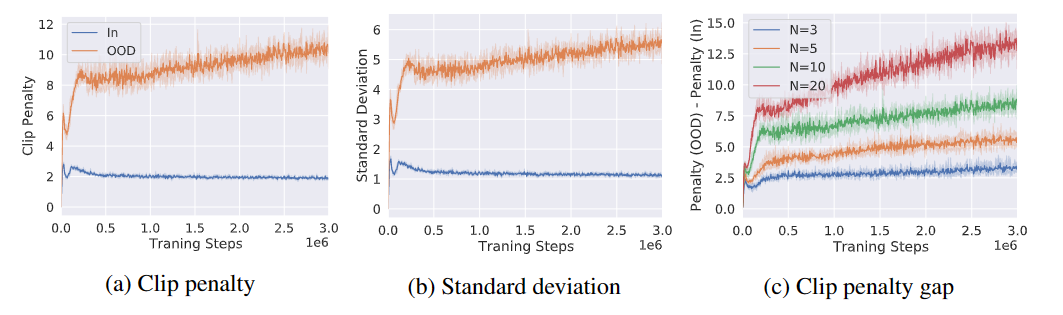 Clip Penalty
12
10
8
6
4
2
0
In
OOD
0.0 0.5 1.0 1.5 2.0 2.5 3.0
Traning Steps 1e6
(a) Clip penalty
Standard Deviation
6
5
4
3
2
1
0
0.0 0.5 1.0 1.5 2.0 2.5 3.0
Traning Steps 1e6
(b) Standard deviation
Penalty (OOD) - Penalty (In)
15.0
12.5
10.0
7.5
5.0
2.5
0.0
N=3
N=5
N=10
N=20
0.0 0.5 1.0 1.5 2.0 2.5 3.0
Traning Steps 1e6
(c) Clip penalty gap